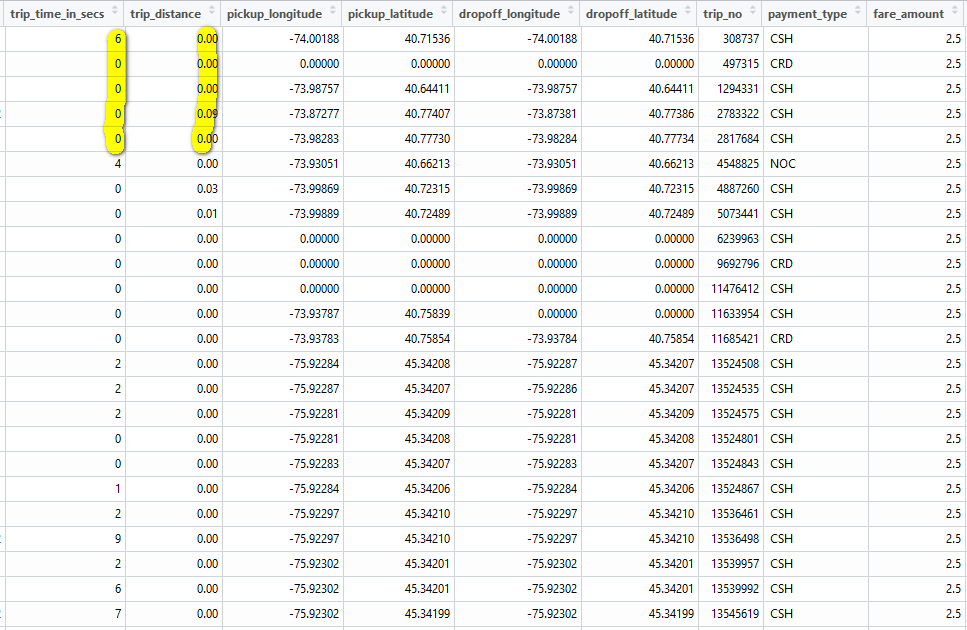 trip_time_in_secs trip_distance pickup_longitude pickup_latitude dropoff_longitude dropoff_latitude trip_no payment_type fare_amount
6 0.00 -74.00188 40.71536 -74.00188 40.71536 308737 CSH 2.5
0 0.00 0.00000 0.00000 0.00000 0.00000 497315 CRD 2.5
0 0.00 -73.98757 40.64411 -73.98757 40.64411 1294331 CSH 2.5
0 0.09 -73.87277 40.77407 -73.87381 40.77386 2783322 CSH 2.5
0 0.00 -73.98283 40.77730 -73.98284 40.77734 2817684 CSH 2.5
4 0.00 -73.93051 40.66213 -73.93051 40.66213 4548825 NOC 2.5
0 0.03 -73.99869 40.72315 -73.99869 40.72315 4887260 CSH 2.5
0 0.01 -73.99889 40.72489 -73.99889 40.72489 5073441 CSH 2.5
0 0.00 0.00000 0.00000 0.00000 0.00000 6239963 CSH 2.5
0 0.00 0.00000 0.00000 0.00000 0.00000 9692796 CRD 2.5
0 0.00 0.00000 0.00000 0.00000 0.00000 11476412 CSH 2.5
0 0.00 -73.93787 40.75839 0.00000 0.00000 11633954 CSH 2.5
0 0.00 -73.93783 40.75854 -73.93784 40.75854 11685421 CRD 2.5
2 0.00 -75.92284 45.34208 -75.92287 45.34207 13524508 CSH 2.5
2 0.00 -75.92287 45.34207 -75.92286 45.34207 13524535 CSH 2.5
2 0.00 -75.92281 45.34209 -75.92281 45.34209 13524575 CSH 2.5
0 0.00 -75.92281 45.34208 -75.92281 45.34208 13524801 CSH 2.5
0 0.00 -75.92283 45.34207 -75.92283 45.34207 13524843 CSH 2.5
1 0.00 -75.92284 45.34206 -75.92284 45.34206 13524867 CSH 2.5
2 0.00 -75.92297 45.34210 -75.92297 45.34210 13536461 CSH 2.5
9 0.00 -75.92297 45.34210 -75.92297 45.34210 13536498 CSH 2.5
2 0.00 -75.92302 45.34201 -75.92302 45.34201 13539957 CSH 2.5
6 0.00 -75.92302 45.34201 -75.92302 45.34201 13539992 CSH 2.5
7 0.00 -75.92302 45.34199 -75.92302 45.34199 13545619 CSH 2.5